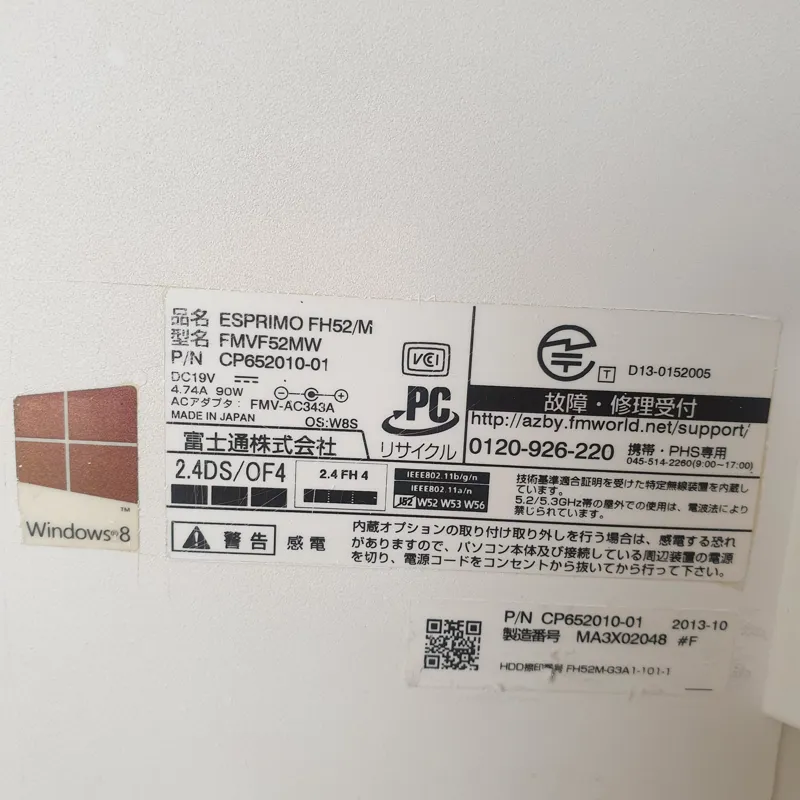 品名 ESPRIMO FH52/M
型名 FMVF52MW
P/N CP652010-01
DC19V
4.74A 90W
ACアダプタ: FMV-AC343A
MADE IN JAPAN OS:W8S
富士通株式会社
VCI
PC
リサイクル
T D13-0152005
故障・修理受付
http://azby.fmworld.net/support/
0120-926-220 携帯・PHS専用
045-514-2260(9:00~17:00)
2.4DS/OF4
2.4 FH 4
IEEE802.11b/g/n
IEEE802.11a/n
J52 W52 W53 W56
技術基準適合証明を受けた特定無線装置を内蔵し
ています。
5.2/5.3GHz帯の屋外での使用は、電波法により
禁じられています。
警告 感電
内蔵オプションの取り付け取り外しを行う場合は、感電する恐れ
がありますので、パソコン本体及び接続している周辺装置の電源
を切り、電源コードをコンセントから抜いてから行って下さい。
Windows 8
TM
P/N CP652010-01 2013-10
製造番号 MA3X02048 #F
FH52M-G3A1-101-1